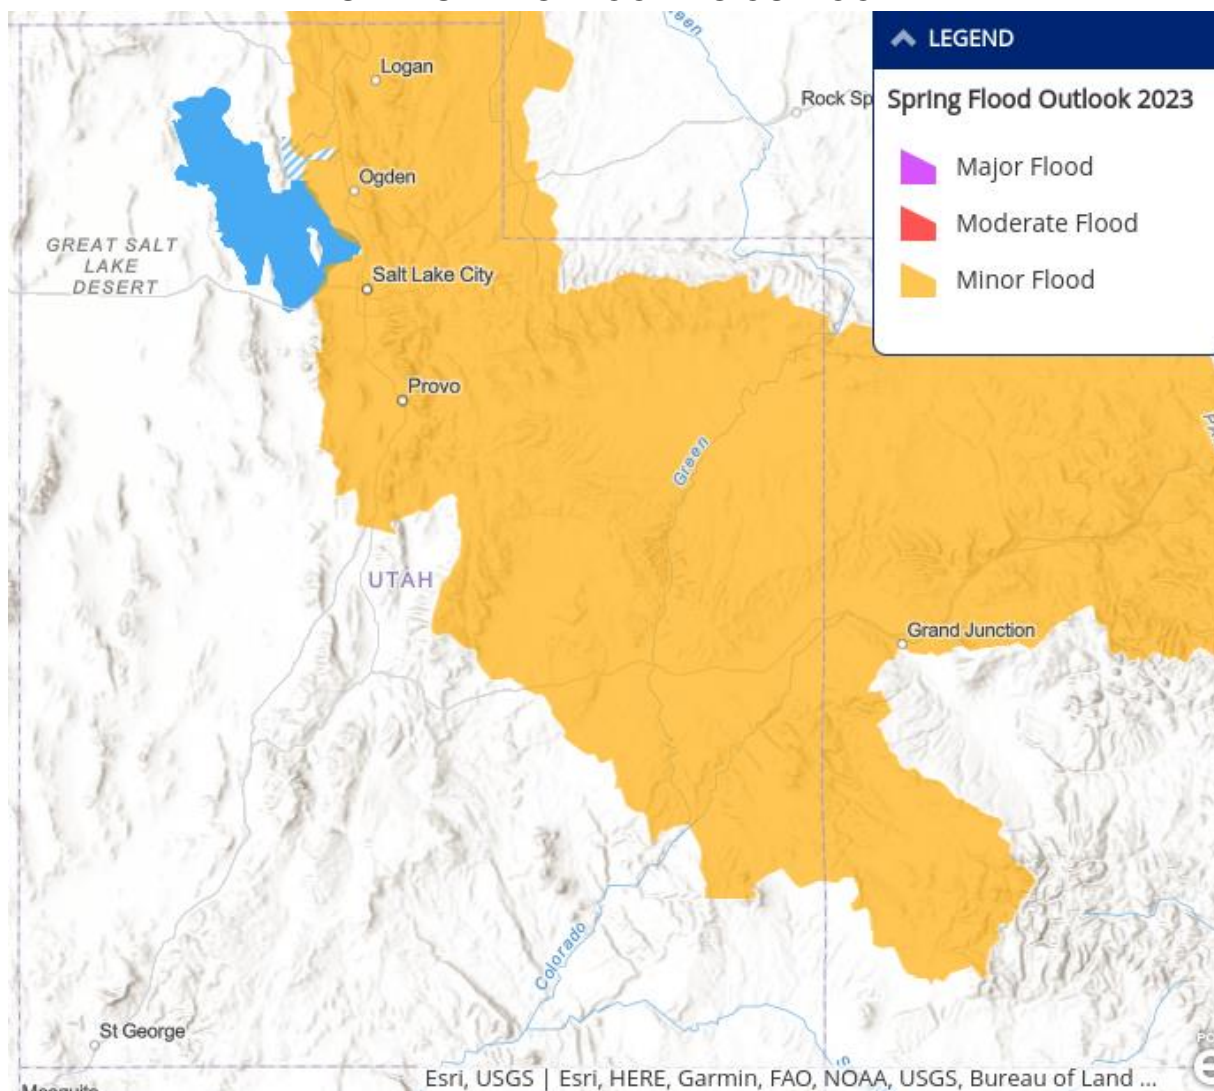 LEGEND
Spring Flood Outlook 2023
Major Flood
Moderate Flood
Minor Flood
Logan
Rock Sp
Ogden
GREAT SALT
LAKE
DESERT
Salt Lake City
Provo
Green
UTAH
Grand Junction
Colorado
St George
Esri, USGS | Esri, HERE, Garmin, FAO, NOAA, USGS, Bureau of Land ...